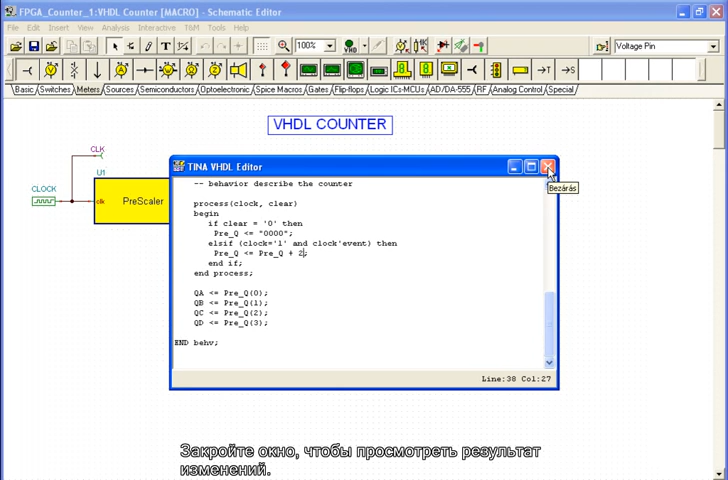 FPGA_Counter_1:VHDL Counter [MACRO] - Schematic Editor
File Edit Insert View Analysis Interactive T&M Tools Help
100% VHD Voltage Pin
Basic Switches Meters Sources Semiconductors Optoelectronic Spice Macros Gates Flip-flops Logic ICs-MCUs AD/DA-555 RF Analog Control Special
VHDL COUNTER
CLK
U1
CLOCK
clk PreScaler
TINA VHDL Editor
Bezárás
-- behavior describe the counter
process(clock, clear)
begin
if clear = '0' then
Pre_Q <= "0000";
elsif (clock='1' and clock'event) then
Pre_Q <= Pre_Q + 2;
end if;
end process;
QA <= Pre_Q(0);
QB <= Pre_Q(1);
QC <= Pre_Q(2);
QD <= Pre_Q(3);
END behv;
Line:38 Col:27
Закройте окно, чтобы просмотреть результат
изменений.